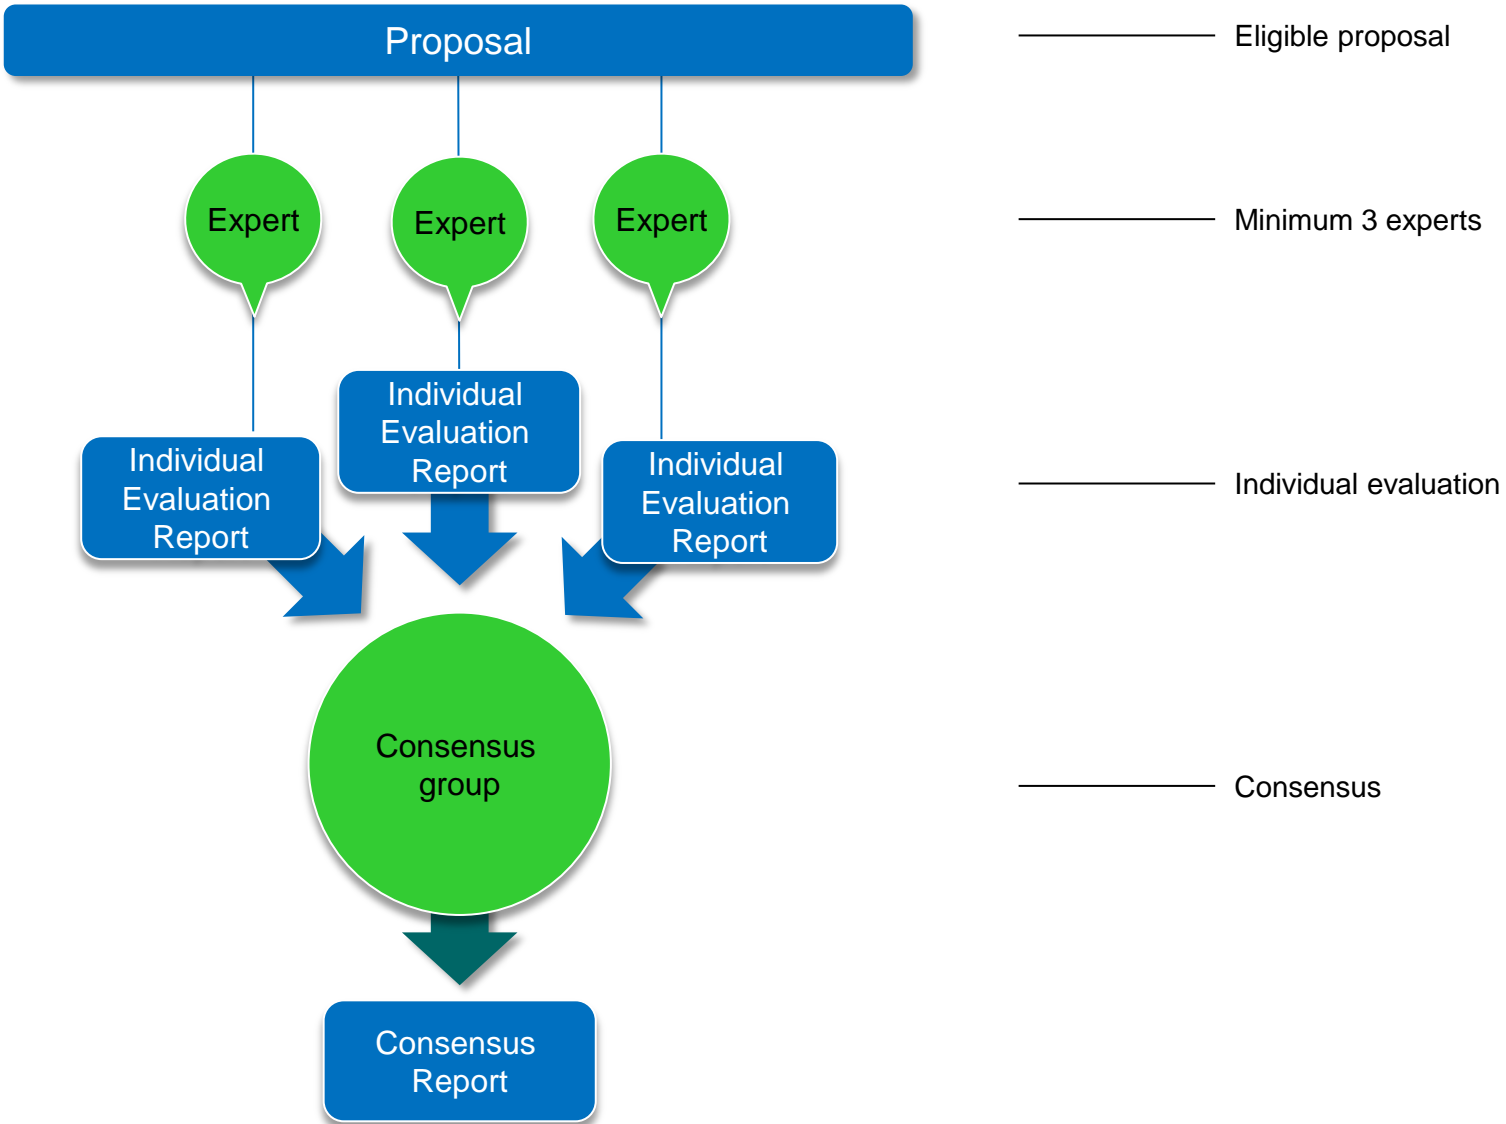 Proposal
Eligible proposal
Expert
Expert
Expert
Minimum 3 experts
Individual
Evaluation
Report
Individual
Evaluation
Report
Individual
Evaluation
Report
Individual evaluation
Consensus
group
Consensus
Consensus
Report